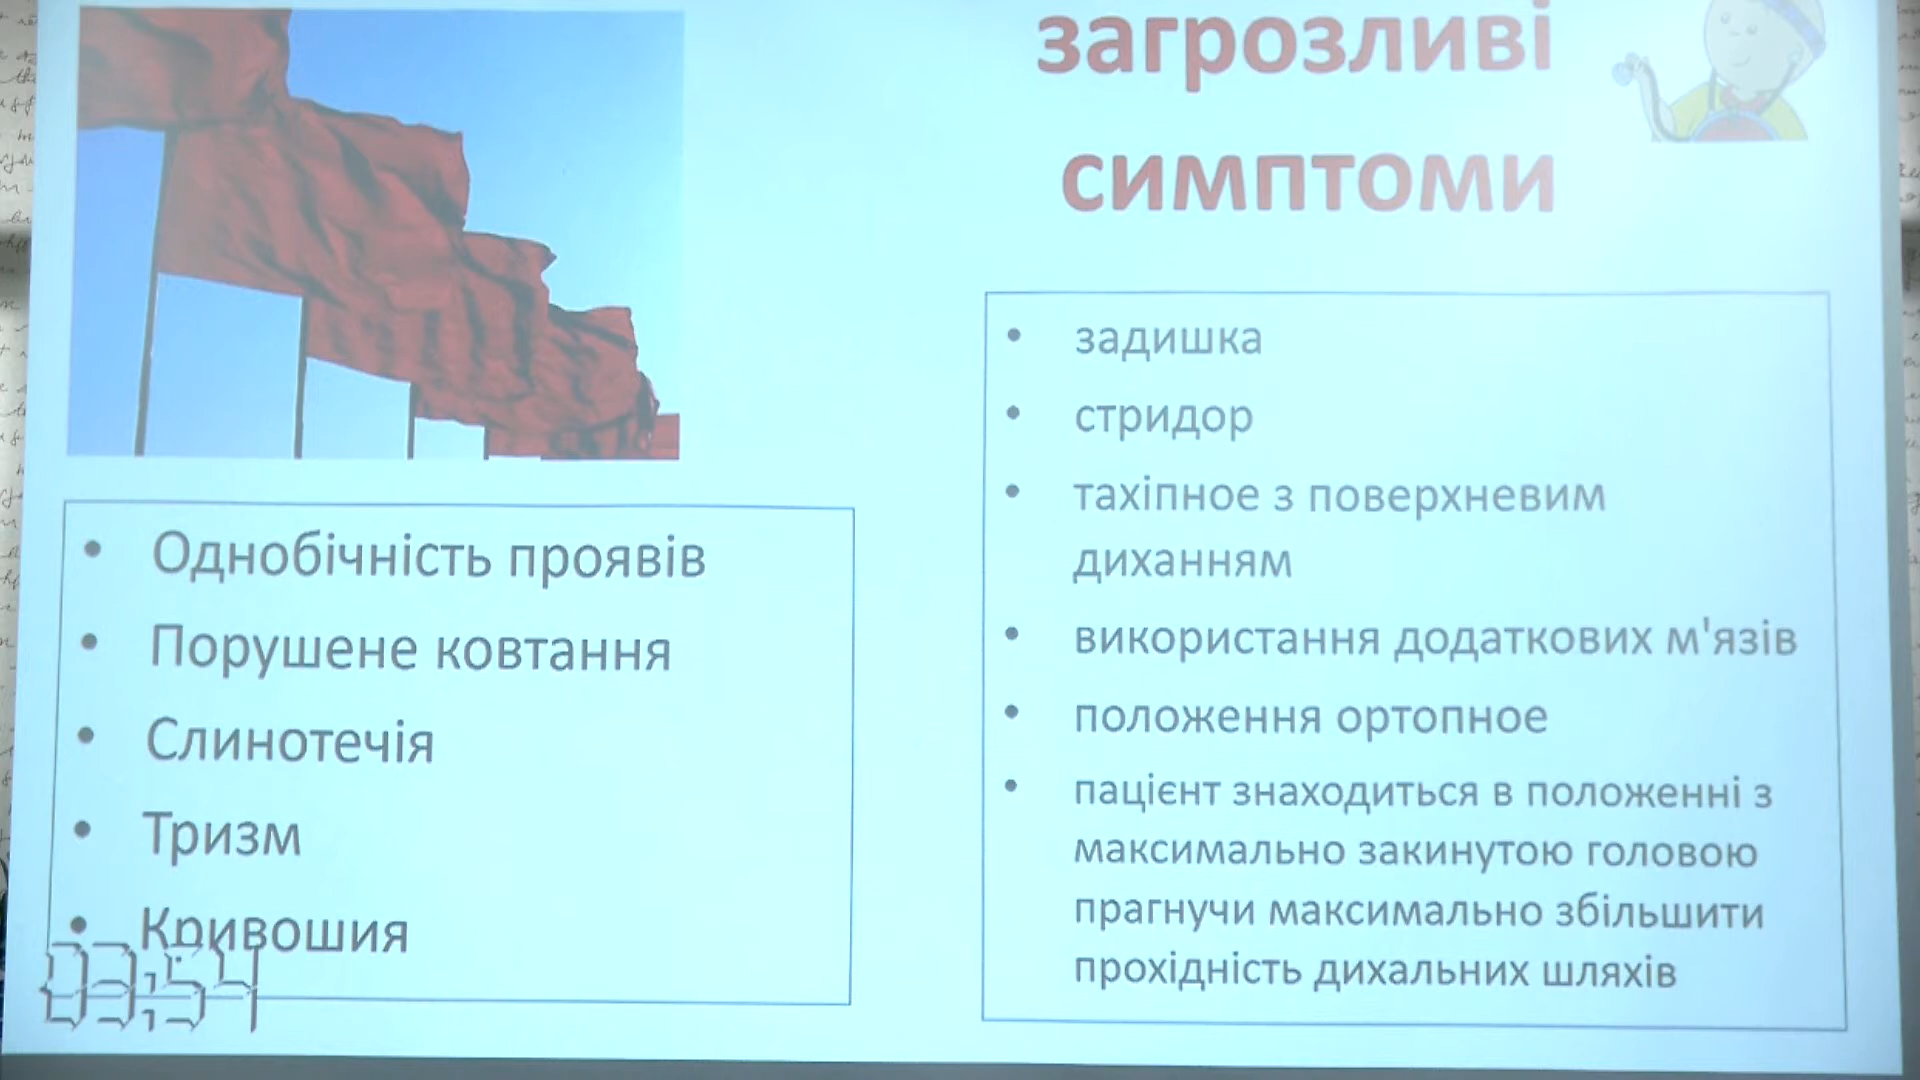 загрозливі
симптоми
• Однобічність проявів
• Порушене ковтання
• Слинотечія
• Тризм
• Кривошия
• задишка
• стридор
• тахіпное з поверхневим
диханням
• використання додаткових м'язів
• положення ортопное
• пацієнт знаходиться в положенні з
максимально закинутою головою
прагнучи максимально збільшити
прохідність дихальних шляхів
03:54